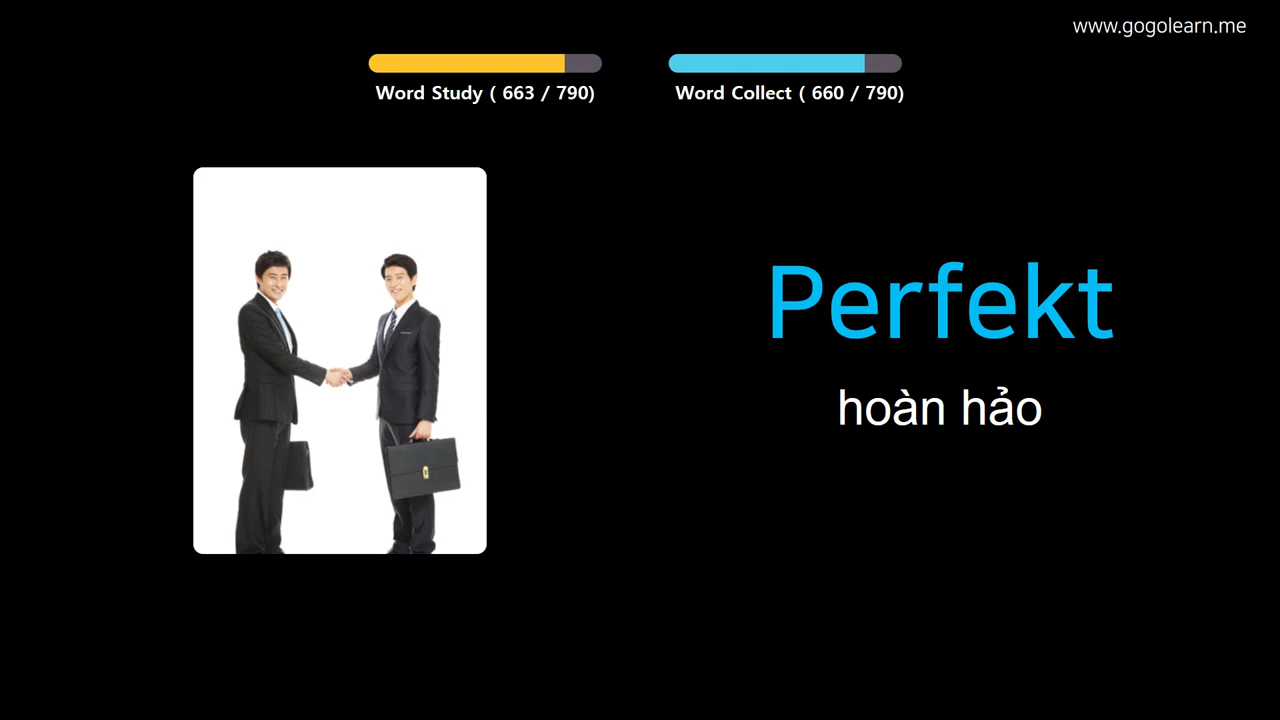 www.gogolearn.me
Word Study ( 663 / 790)
Word Collect ( 660 / 790)
Perfekt
hoàn hảo